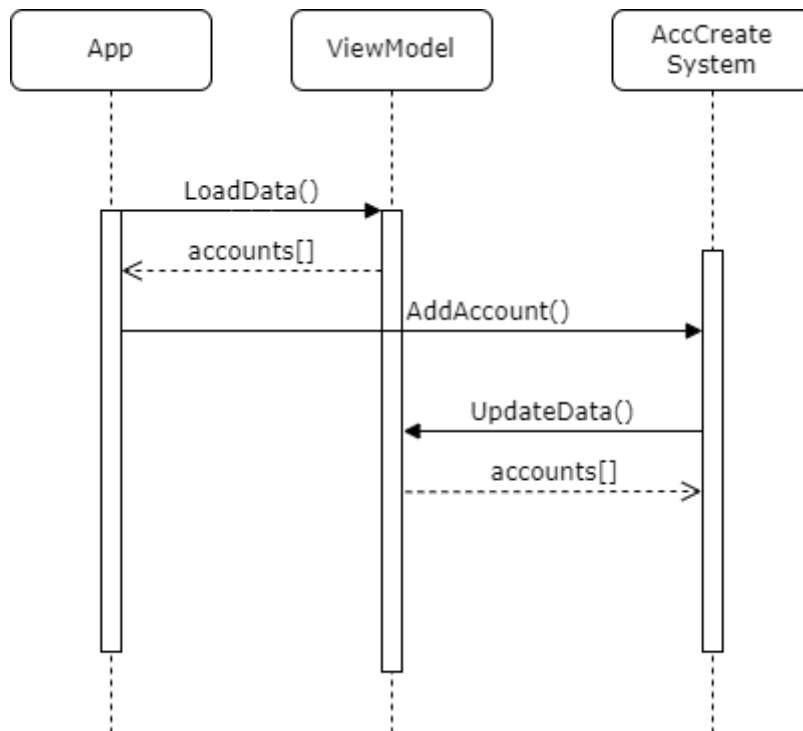 App
ViewModel
AccCreate
System
LoadData()
accounts[]
AddAccount()
UpdateData()
accounts[]